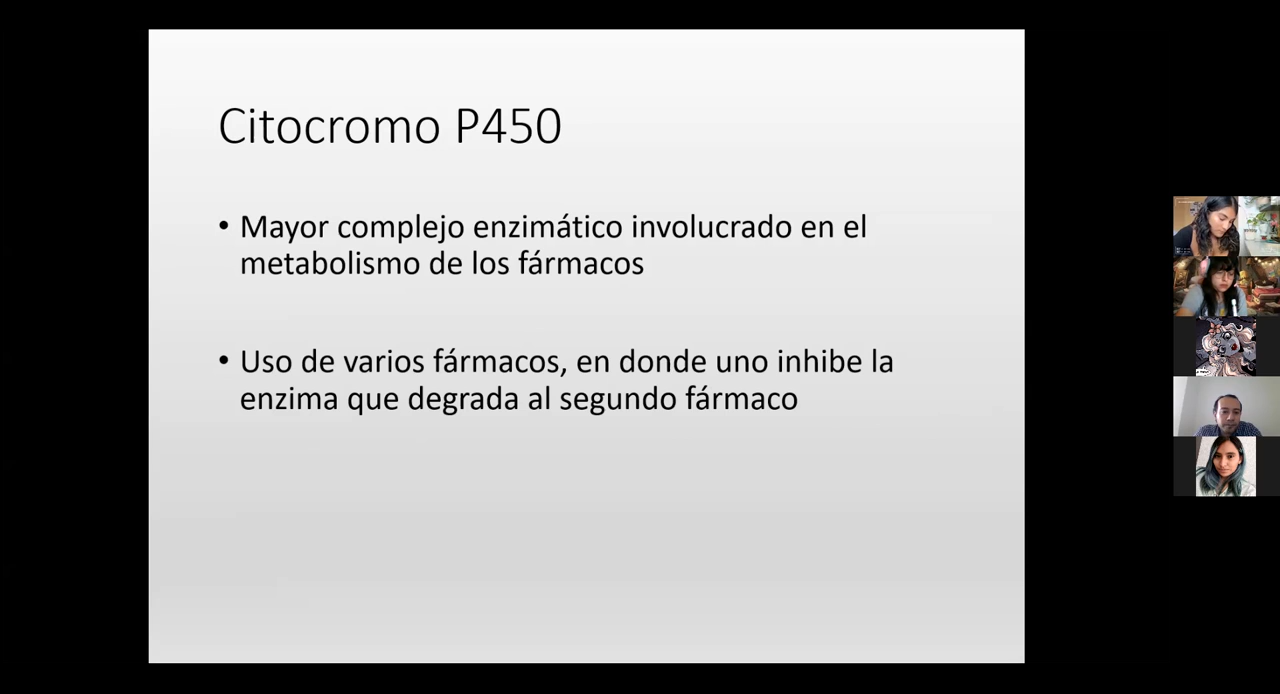 Citocromo P450
• Mayor complejo enzimático involucrado en el
metabolismo de los fármacos
• Uso de varios fármacos, en donde uno inhibe la
enzima que degrada al segundo fármaco